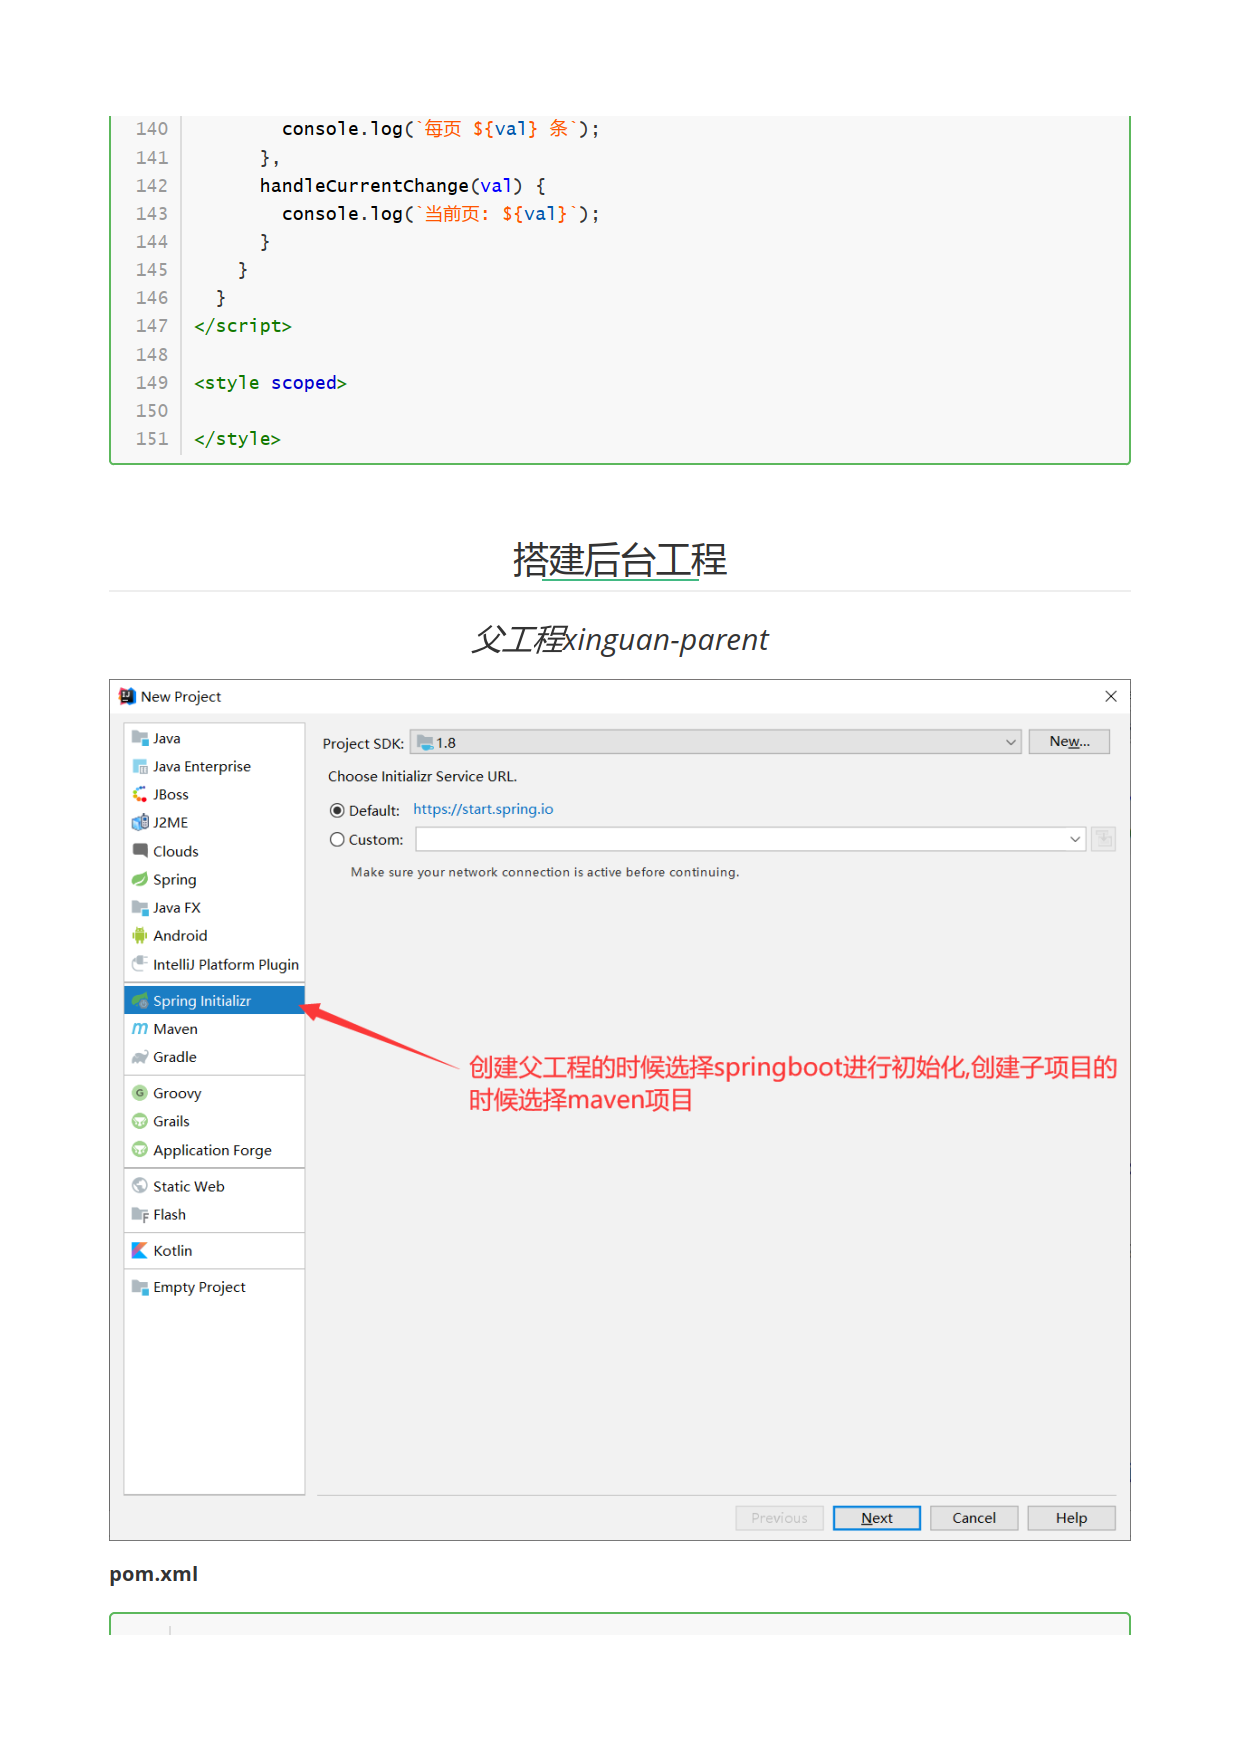 140 console.log(`每页 ${val} 条`);
141 },
142 handleCurrentChange(val) {
143 console.log(`当前页: ${val}`);
144 }
145 }
146 }
147 </script>
148
149 <style scoped>
150
151 </style>
搭建后台工程
父工程xinguan-parent
New Project
Java
Java Enterprise
JBoss
J2ME
Clouds
Spring
Java FX
Android
IntelliJ Platform Plugin
Spring Initializr
Maven
Gradle
Groovy
Grails
Application Forge
Static Web
Flash
Kotlin
Empty Project
Project SDK: 1.8 New...
Choose Initializr Service URL.
Default: https://start.spring.io
Custom:
Make sure your network connection is active before continuing.
创建父工程的时候选择springboot进行初始化,创建子项目的
时候选择maven项目
Previous Next Cancel Help
pom.xml